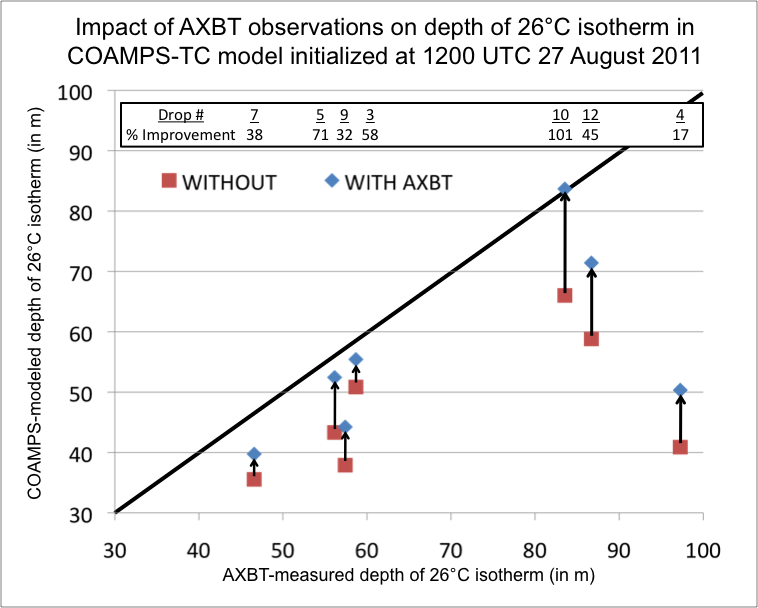 Impact of AXBT observations on depth of 26°C isotherm in
COAMPS-TC model initialized at 1200 UTC 27 August 2011
COAMPS-modeled depth of 26°C isotherm (in m)
100
Drop # 7 5 9 3 10 12 4
% Improvement 38 71 32 58 101 45 17
90
WITHOUT WITH AXBT
80
70
60
50
40
30
30 40 50 60 70 80 90 100
AXBT-measured depth of 26°C isotherm (in m)